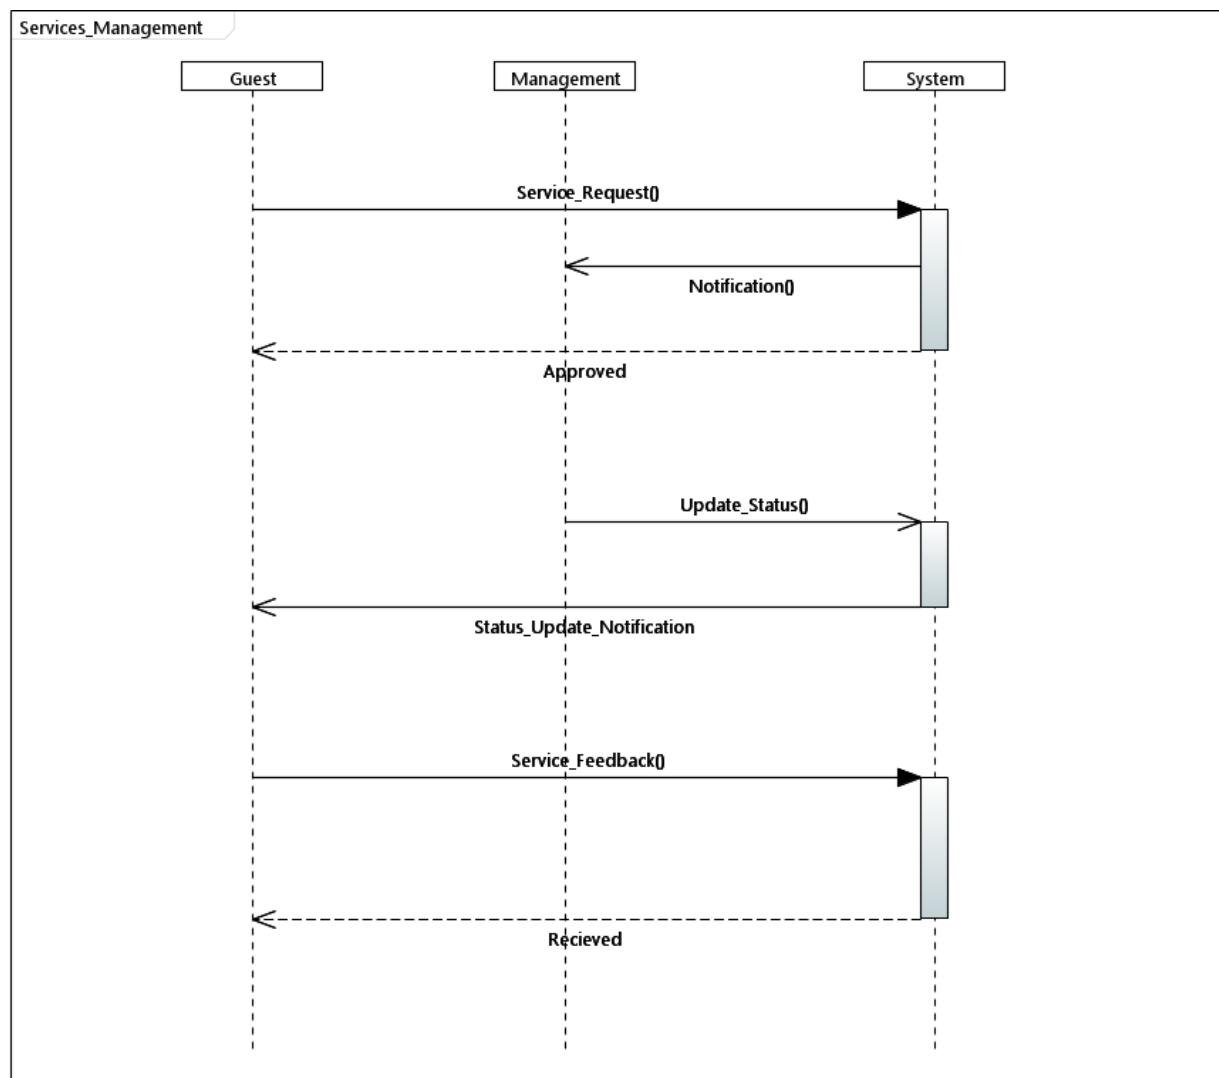 Services_Management
Guest
Management
System
Service_Request()
Notification()
Approved
Update_Status()
Status_Update_Notification
Service_Feedback()
Recieved